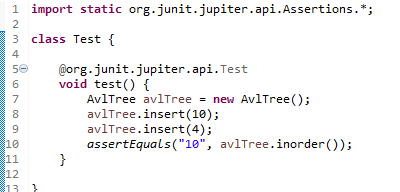 1 import static org.junit.jupiter.api.Assertions.*;
2
3 class Test {
4
5 @org.junit.jupiter.api.Test
6 void test() {
7 AvlTree avlTree = new AvlTree();
8 avlTree.insert(10);
9 avlTree.insert(4);
10 assertEquals("10", avlTree.inorder());
11 }
12
13 }